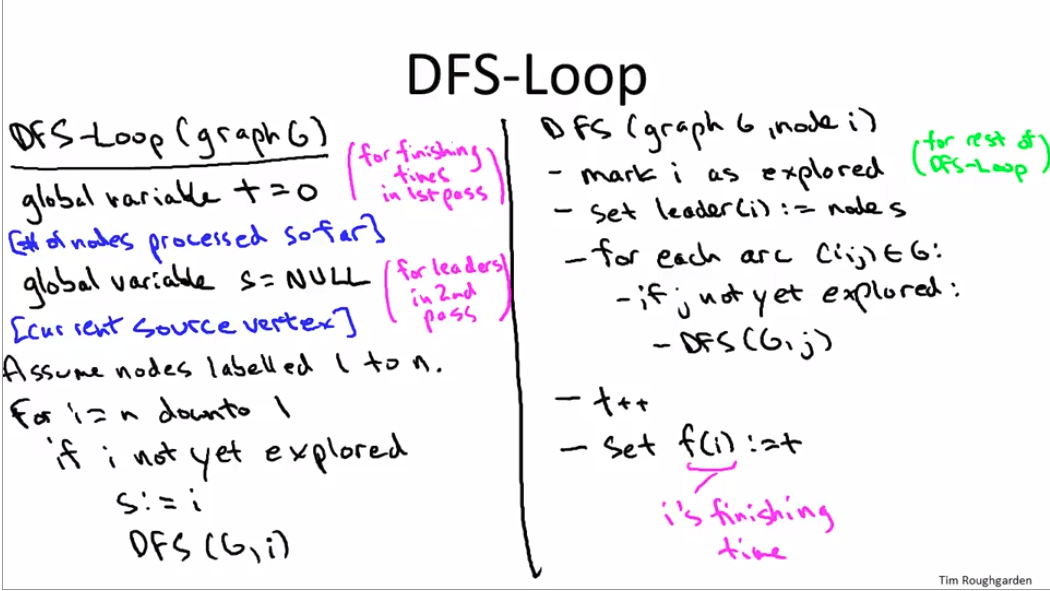 DFS-Loop
DFS-Loop (graph G)
(for finishing
times
in 1st pass)
global variable t = 0
[# of nodes processed so far]
global variable s = NULL
(for leaders
in 2nd
pass)
[current source vertex]
Assume nodes labelled 1 to n.
For i = n downto 1
if i not yet explored
s := i
DFS (G, i)
DFS (graph G, node i)
- mark i as explored
(for rest of
DFS-Loop)
- set leader(i) := node s
- for each arc (i,j) ∈ G:
- if j not yet explored:
- DFS (G, j)
- t++
- set f(i) := t
i's finishing
time
Tim Roughgarden